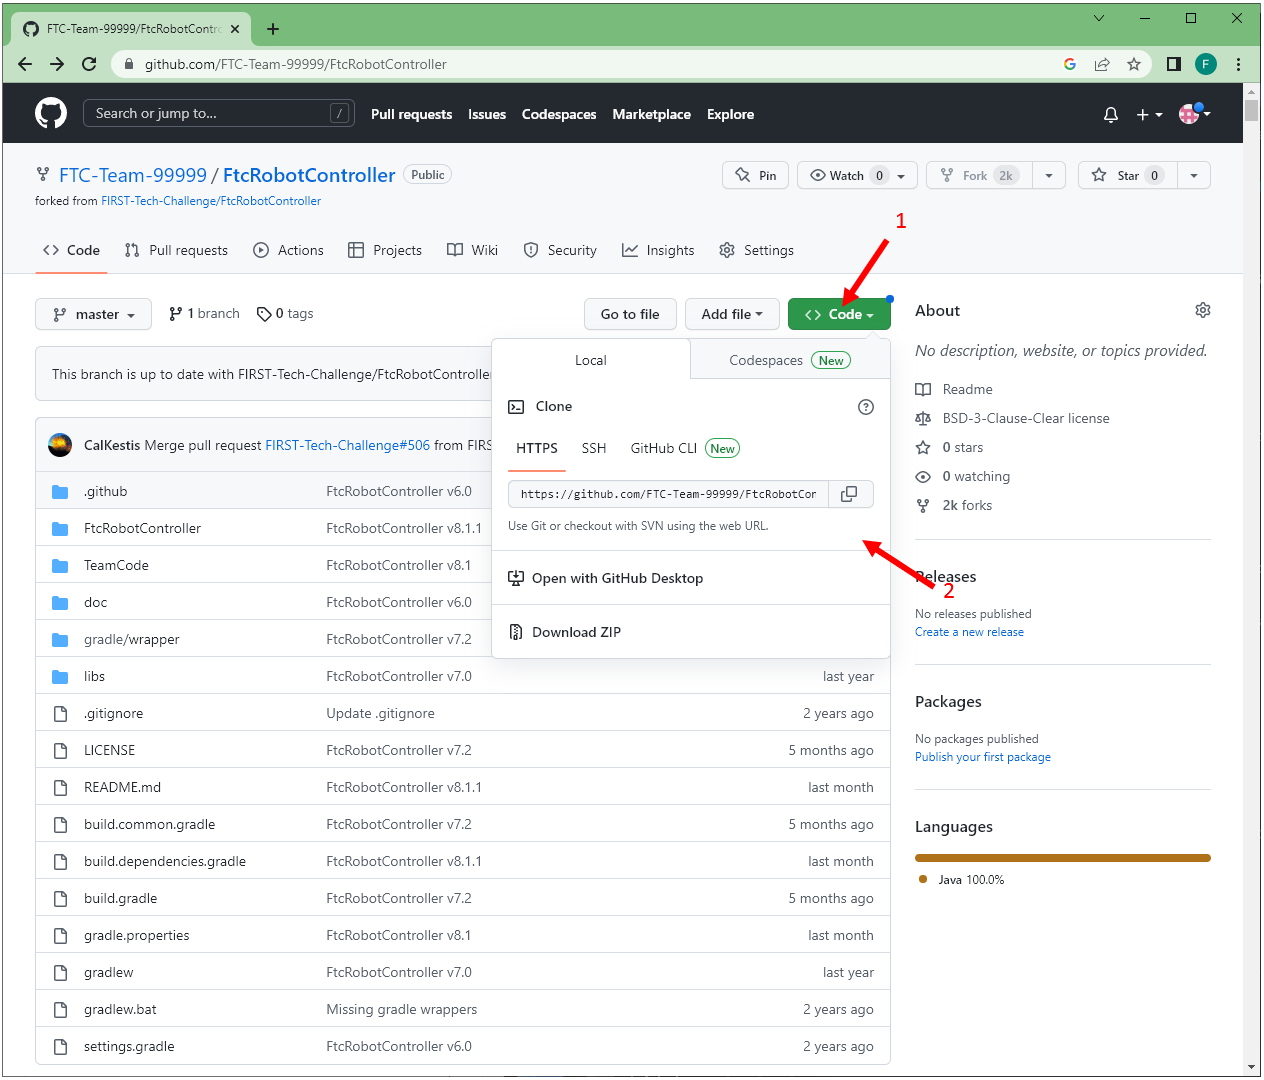 FTC-Team-99999/FtcRobotContro
github.com/FTC-Team-99999/FtcRobotController
F
Search or jump to...
/
Pull requests Issues Codespaces Marketplace Explore
FTC-Team-99999 / FtcRobotController Public
Pin
Watch 0
Fork 2k
Star 0
forked from FIRST-Tech-Challenge/FtcRobotController
1
Code Pull requests Actions Projects Wiki Security Insights Settings
master 1 branch 0 tags
Go to file Add file Code
This branch is up to date with FIRST-Tech-Challenge/FtcRobotController
CalKestis Merge pull request FIRST-Tech-Challenge#506 from FIRS
Local Codespaces New
Clone
HTTPS SSH GitHub CLI New
https://github.com/FTC-Team-99999/FtcRobotCor
Use Git or checkout with SVN using the web URL.
2
Open with GitHub Desktop
Download ZIP
.github FtcRobotController v6.0
FtcRobotController FtcRobotController v8.1.1
TeamCode FtcRobotController v8.1
doc FtcRobotController v6.0
gradle/wrapper FtcRobotController v7.2
libs FtcRobotController v7.0 last year
.gitignore Update .gitignore 2 years ago
LICENSE FtcRobotController v7.2 5 months ago
README.md FtcRobotController v8.1.1 last month
build.common.gradle FtcRobotController v7.2 5 months ago
build.dependencies.gradle FtcRobotController v8.1.1 last month
build.gradle FtcRobotController v7.2 5 months ago
gradle.properties FtcRobotController v8.1 last month
gradlew FtcRobotController v7.0 last year
gradlew.bat Missing gradle wrappers 2 years ago
settings.gradle FtcRobotController v6.0 2 years ago
About
No description, website, or topics provided.
Readme
BSD-3-Clause-Clear license
0 stars
0 watching
2k forks
Releases
No releases published
Create a new release
Packages
No packages published
Publish your first package
Languages
Java 100.0%